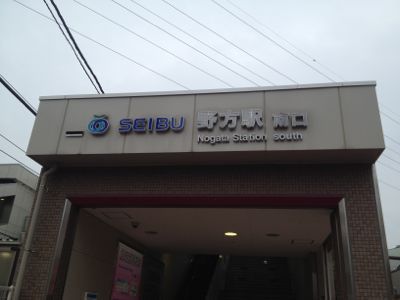 SEIBU 野方駅 南口
Nogata Station South